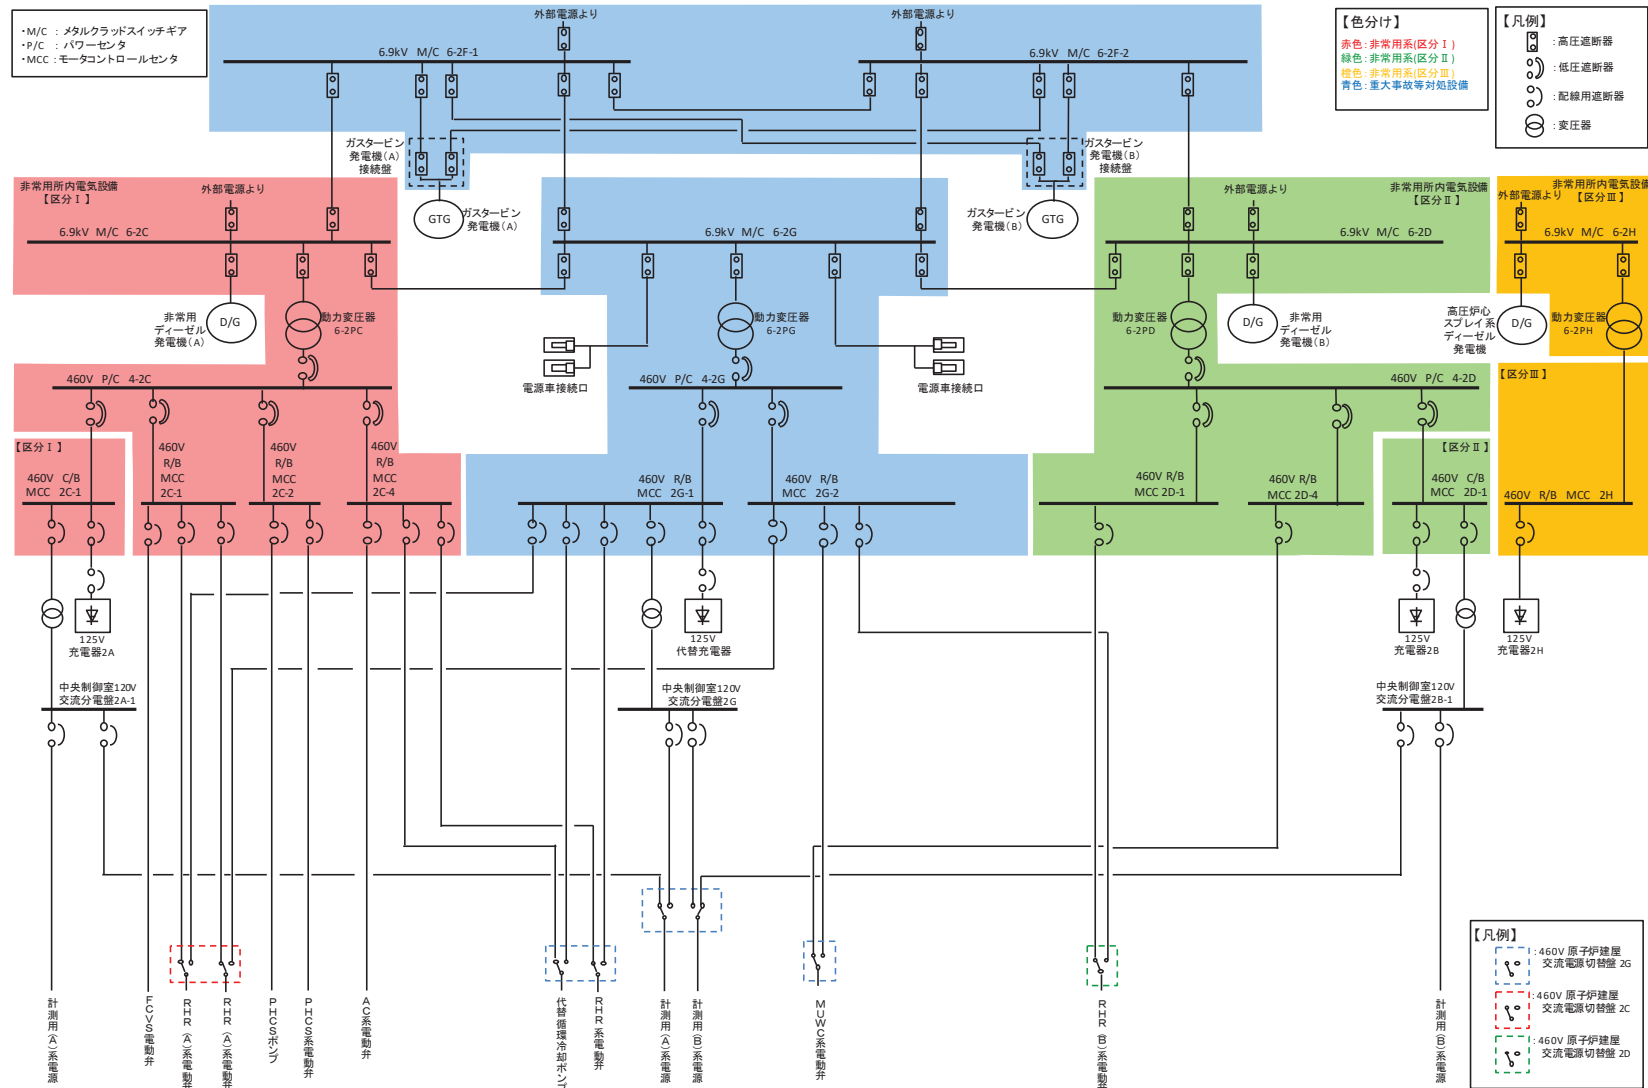 ・M/C ： メタルクラッドスイッチギア
・P/C ： パワーセンタ
・MCC ：モータコントロールセンタ
外部電源より
外部電源より
6.9kV M/C 6-2F-1
6.9kV M/C 6-2F-2
【色分け】
赤色：非常用系(区分Ⅰ)
緑色：非常用系(区分Ⅱ)
橙色：非常用系(区分Ⅲ)
青色：重大事故等対処設備
【凡例】
：高圧遮断器
：低圧遮断器
：配線用遮断器
：変圧器
ガスタービン
発電機（A）
接続盤
ガスタービン
発電機（B）
接続盤
GTG
ガスタービン
発電機（A）
ガスタービン
発電機（B）
GTG
非常用所内電気設備
【区分Ⅰ】
外部電源より
6.9kV M/C 6-2C
6.9kV M/C 6-2G
外部電源より
非常用所内電気設備
【区分Ⅱ】
6.9kV M/C 6-2D
非常用所内電気設備
【区分Ⅲ】
外部電源より
6.9kV M/C 6-2H
非常用
ディーゼル
発電機（A）
D/G
動力変圧器
6-2PC
動力変圧器
6-2PG
動力変圧器
6-2PD
D/G
非常用
ディーゼル
発電機（B）
高圧炉心
スプレイ系
ディーゼル
発電機
D/G
動力変圧器
6-2PH
電源車接続口
電源車接続口
460V P/C 4-2C
460V P/C 4-2G
460V P/C 4-2D
【区分Ⅲ】
【区分Ⅰ】
460V C/B
MCC 2C-1
460V
R/B
MCC
2C-1
460V
R/B
MCC
2C-2
460V
R/B
MCC
2C-4
460V R/B
MCC 2G-1
460V R/B
MCC 2G-2
460V R/B
MCC 2D-1
460V R/B
MCC 2D-4
【区分Ⅱ】
460V C/B
MCC 2D-1
460V R/B MCC 2H
125V
充電器2A
125V
代替充電器
125V
充電器2B
125V
充電器2H
中央制御室120V
交流分電盤2A-1
中央制御室120V
交流分電盤2G
中央制御室120V
交流分電盤2B-1
計測用(A)系電源
FCVS電動弁
RHR（A）系電動弁
RHR（A）系電動弁
PHCSポンプ
PHCS系電動弁
AC系電動弁
代替循環冷却ポンプ
RHR系電動弁
計測用(A)系電源
計測用(B)系電源
MUWC系電動弁
RHR（B）系電動弁
計測用(B)系電源
【凡例】
：460V 原子炉建屋
交流電源切替盤 2G
：460V 原子炉建屋
交流電源切替盤 2C
：460V 原子炉建屋
交流電源切替盤 2D